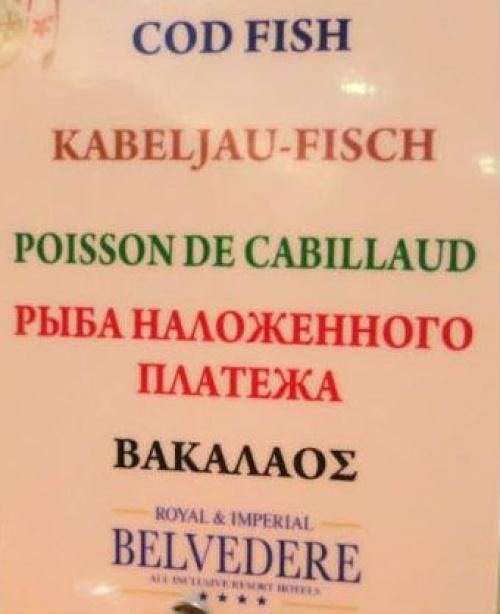 COD FISH
KABELJAU-FISCH
POISSON DE CABILLAUD
РЫБА НАЛОЖЕННОГО
ПЛАТЕЖА
ΒΑΚΑΛΑΟΣ
ROYAL & IMPERIAL
BELVEDERE
ALL INCLUSIVE RESORT HOTELS